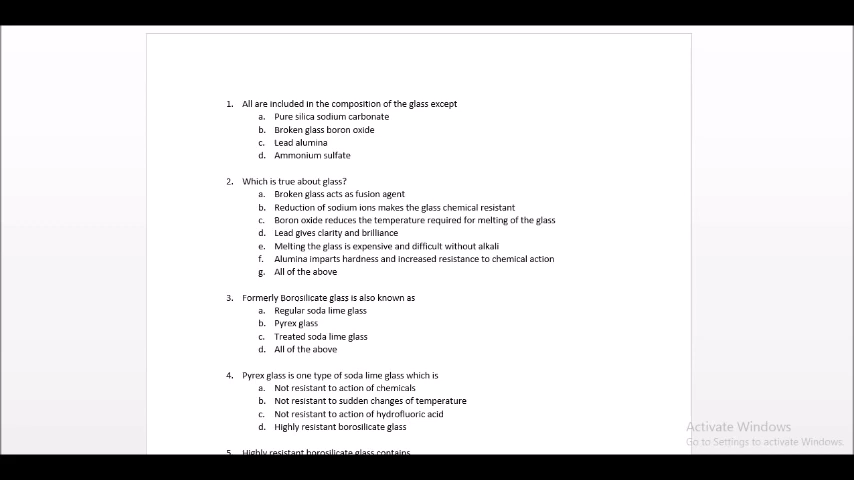 1. All are included in the composition of the glass except
a. Pure silica sodium carbonate
b. Broken glass boron oxide
c. Lead alumina
d. Ammonium sulfate
2. Which is true about glass?
a. Broken glass acts as fusion agent
b. Reduction of sodium ions makes the glass chemical resistant
c. Boron oxide reduces the temperature required for melting of the glass
d. Lead gives clarity and brilliance
e. Melting the glass is expensive and difficult without alkali
f. Alumina imparts hardness and increased resistance to chemical action
g. All of the above
3. Formerly Borosilicate glass is also known as
a. Regular soda lime glass
b. Pyrex glass
c. Treated soda lime glass
d. All of the above
4. Pyrex glass is one type of soda lime glass which is
a. Not resistant to action of chemicals
b. Not resistant to sudden changes of temperature
c. Not resistant to action of hydrofluoric acid
d. Highly resistant borosilicate glass
5. Highly resistant borosilicate glass contains
Activate Windows
Go to Settings to activate Windows.